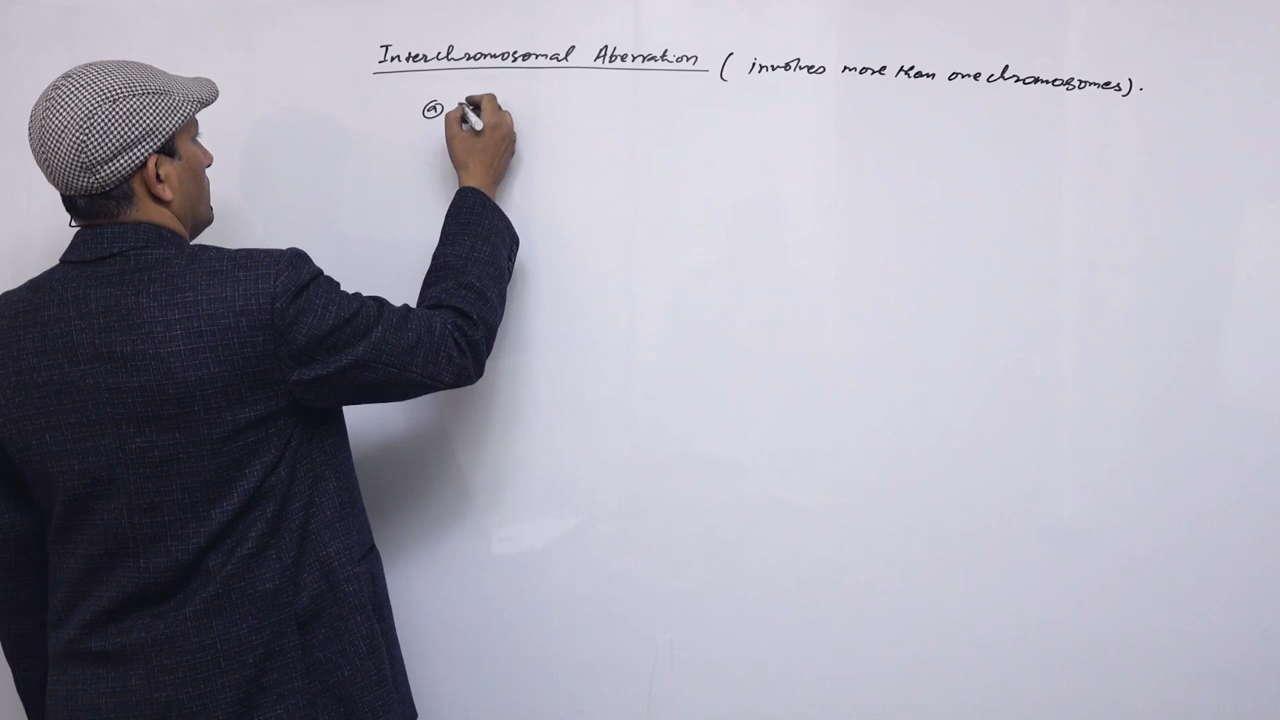 Interchromosomal Aberration ( involves more than one chromosomes).
ⓐ